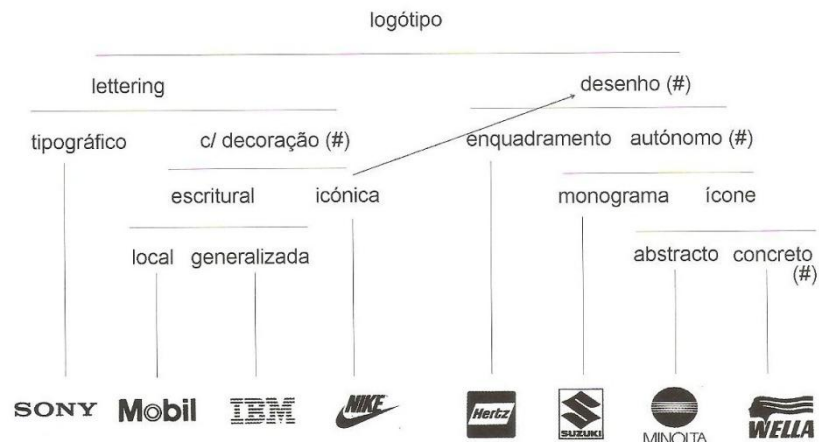 logótipo
lettering desenho (#)
tipográfico c/ decoração (#) enquadramento autónomo (#)
escritural icónica monograma ícone
local generalizada abstracto concreto
(#)
SONY Mobil IBM NIKE Hertz SUZUKI MINOLTA WELLA